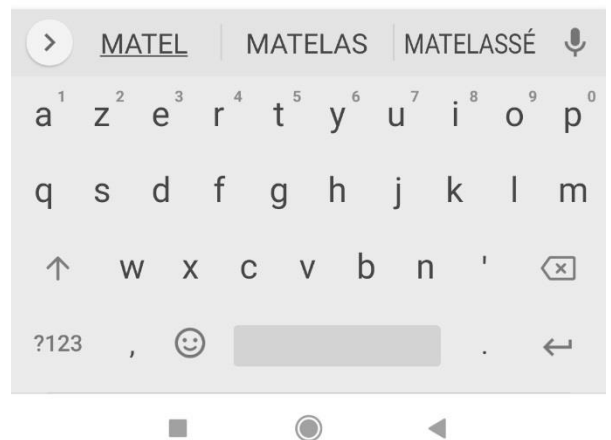 MATEL MATELAS MATELASSÉ
a1 z2 e3 r4 t5 y6 u7 i8 o9 p0
q s d f g h j k l m
w x c v b n '
?123 , .